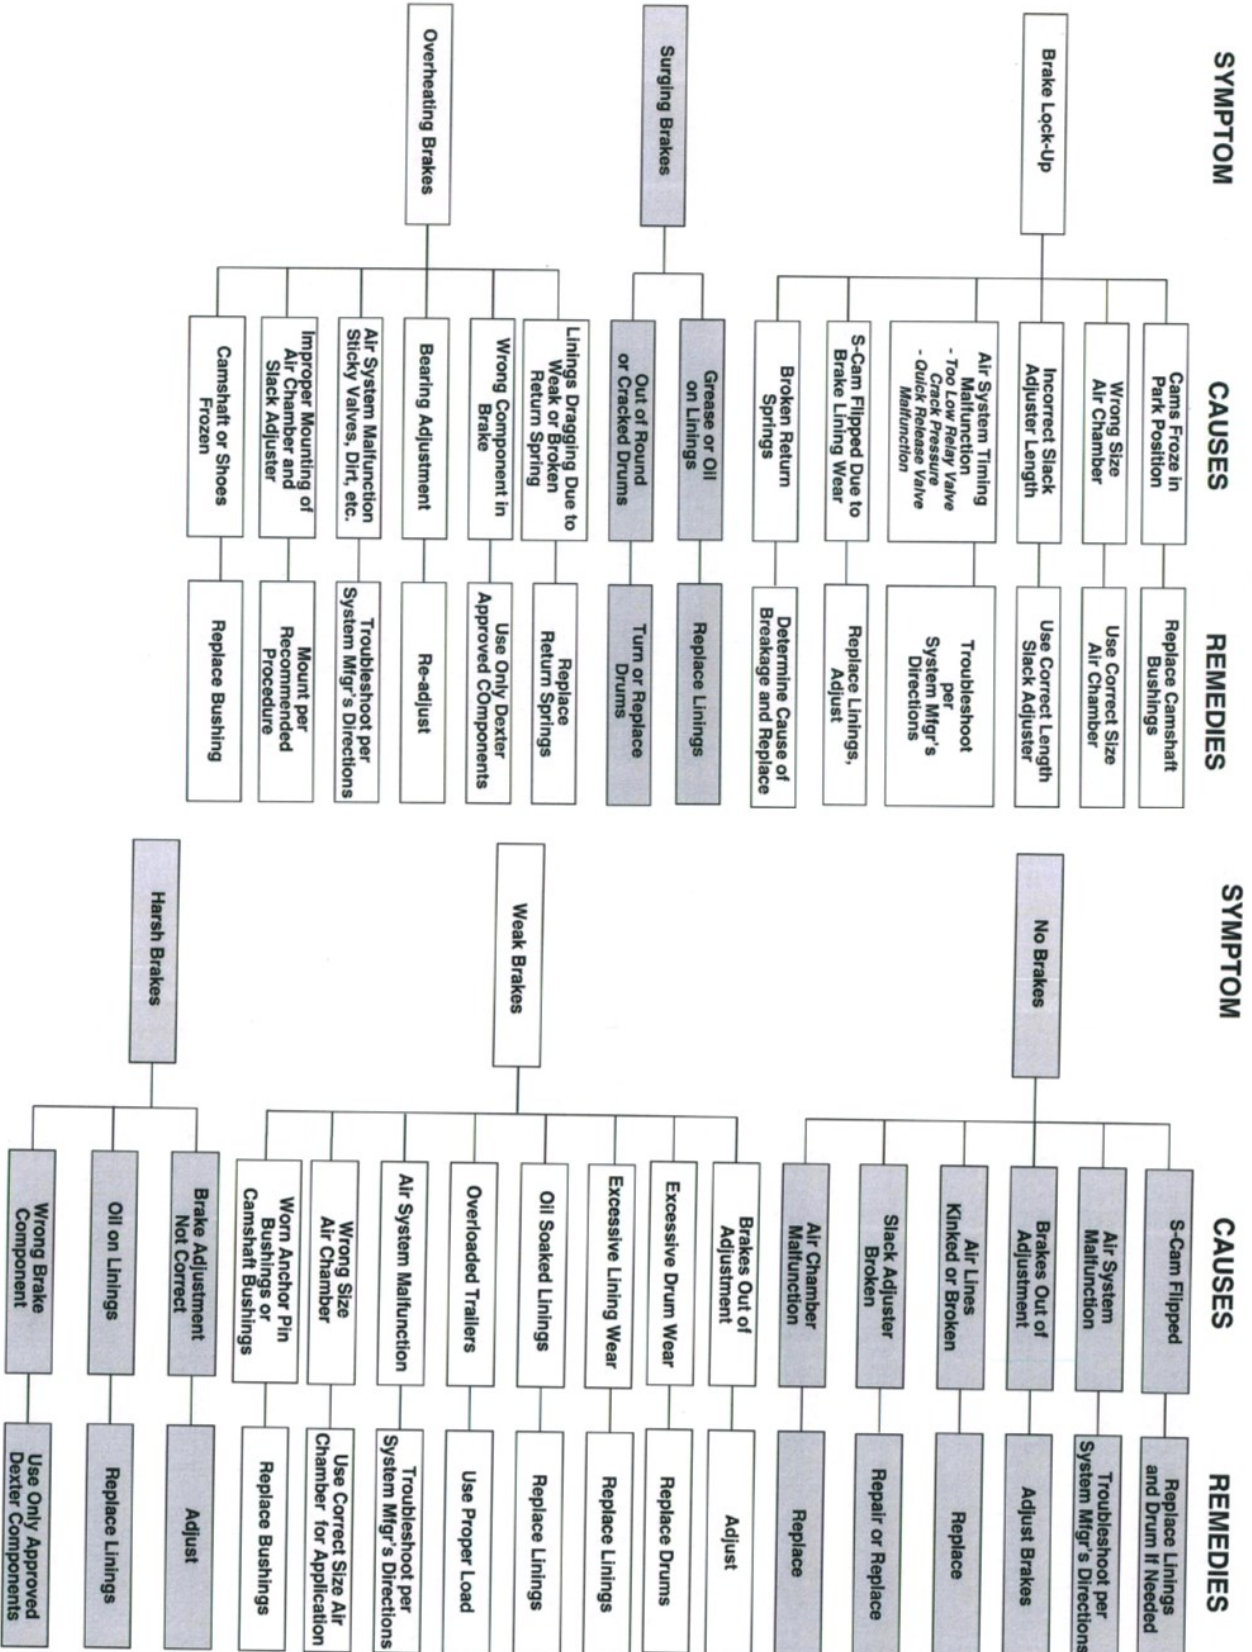 SYMPTOM
CAUSES
REMEDIES
Brake Lock-Up
Cams Froze in
Park Position
Replace Camshaft
Bushings
Wrong Size
Air Chamber
Use Correct Size
Air Chamber
Incorrect Slack
Adjuster Length
Use Correct Length
Slack Adjuster
Air System Timing
Malfunction
- Too Low Relay Valve
Crack Pressure
- Quick Release Valve
Malfunction
Troubleshoot
per
System Mfgr's
Directions
S-Cam Flipped Due to
Brake Lining Wear
Replace Linings,
Adjust
Broken Return
Springs
Determine Cause of
Breakage and Replace
Surging Brakes
Grease or Oil
on Linings
Replace Linings
Out of Round
or Cracked Drums
Turn or Replace
Drums
Overheating Brakes
Linings Dragging Due to
Weak or Broken
Return Spring
Replace
Return Springs
Wrong Component in
Brake
Use Only Dexter
Approved COmponents
Bearing Adjustment
Re-adjust
Air System Malfunction
Sticky Valves, Dirt, etc.
Troubleshoot per
System Mfgr's Directions
Improper Mounting of
Air Chamber and
Slack Adjuster
Mount per
Recommended
Procedure
Camshaft or Shoes
Frozen
Replace Bushing
SYMPTOM
CAUSES
REMEDIES
No Brakes
S-Cam Flipped
Replace Linings
and Drum If Needed
Air System
Malfunction
Troubleshoot per
System Mfgr's Directions
Brakes Out of
Adjustment
Adjust Brakes
Air Lines
Kinked or Broken
Replace
Slack Adjuster
Broken
Repair or Replace
Air Chamber
Malfunction
Replace
Weak Brakes
Brakes Out of
Adjustment
Adjust
Excessive Drum Wear
Replace Drums
Excessive Lining Wear
Replace Linings
Oil Soaked Linings
Replace Linings
Overloaded Trailers
Use Proper Load
Air System Malfunction
Troubleshoot per
System Mfgr's Directions
Wrong Size
Air Chamber
Use Correct Size Air
Chamber for Application
Worn Anchor Pin
Bushings or
Camshaft Bushings
Replace Bushings
Harsh Brakes
Brake Adjustment
Not Correct
Adjust
Oil on Linings
Replace Linings
Wrong Brake
Component
Use Only Approved
Dexter Components